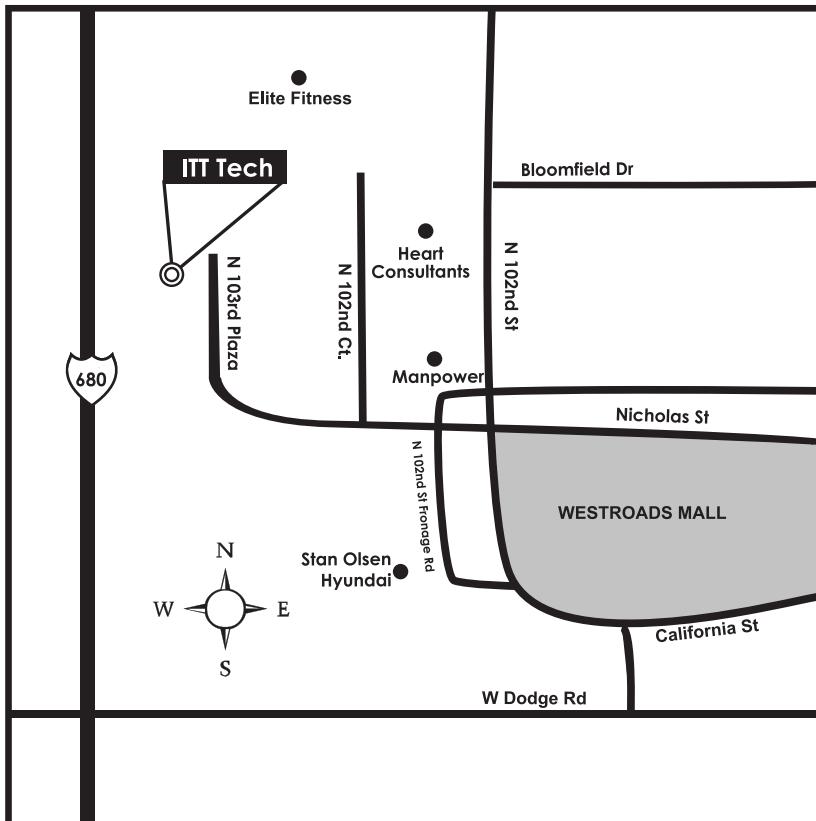 Elite Fitness
ITT Tech
Bloomfield Dr
N 102nd St
Heart
Consultants
N 103rd Plaza
N 102nd Ct.
Manpower
680
Nicholas St
N 102nd St Fronage Rd
WESTROADS MALL
Stan Olsen
Hyundai
N
W
E
S
California St
W Dodge Rd